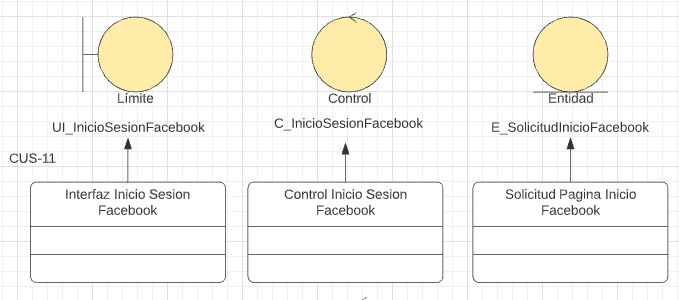 Límite
Control
Entidad
UI_InicioSesionFacebook
C_InicioSesionFacebook
E_SolicitudInicioFacebook
CUS-11
Interfaz Inicio Sesion
Facebook
Control Inicio Sesion
Facebook
Solicitud Pagina Inicio
Facebook